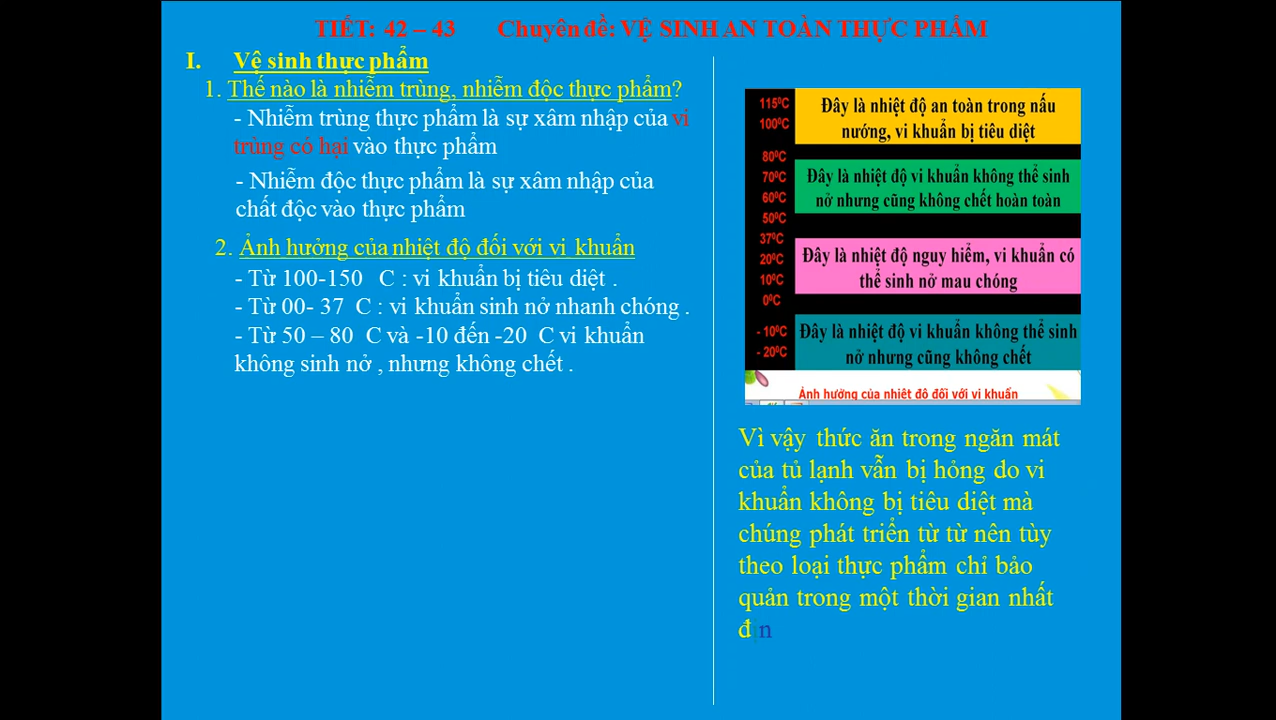 TIẾT: 42 – 43 Chuyên đề: VỆ SINH AN TOÀN THỰC PHẨM
I. Vệ sinh thực phẩm
1. Thế nào là nhiễm trùng, nhiễm độc thực phẩm?
- Nhiễm trùng thực phẩm là sự xâm nhập của vi
trùng có hại vào thực phẩm
- Nhiễm độc thực phẩm là sự xâm nhập của
chất độc vào thực phẩm
2. Ảnh hưởng của nhiệt độ đối với vi khuẩn
- Từ 100-150 C : vi khuẩn bị tiêu diệt .
- Từ 00- 37 C : vi khuẩn sinh nở nhanh chóng .
- Từ 50 – 80 C và -10 đến -20 C vi khuẩn
không sinh nở , nhưng không chết .
115⁰C
100⁰C
Đây là nhiệt độ an toàn trong nấu
nướng, vi khuẩn bị tiêu diệt
80⁰C
70⁰C
60⁰C
50⁰C
Đây là nhiệt độ vi khuẩn không thể sinh
nở nhưng cũng không chết hoàn toàn
37⁰C
20⁰C
10⁰C
0⁰C
Đây là nhiệt độ nguy hiểm, vi khuẩn có
thể sinh nở mau chóng
- 10⁰C
- 20⁰C
Đây là nhiệt độ vi khuẩn không thể sinh
nở nhưng cũng không chết
Ảnh hưởng của nhiệt độ đối với vi khuẩn
Vì vậy thức ăn trong ngăn mát
của tủ lạnh vẫn bị hỏng do vi
khuẩn không bị tiêu diệt mà
chúng phát triển từ từ nên tùy
theo loại thực phẩm chỉ bảo
quản trong một thời gian nhất
đ n